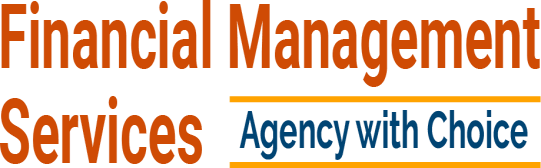 Financial Management
Services
Agency with Choice